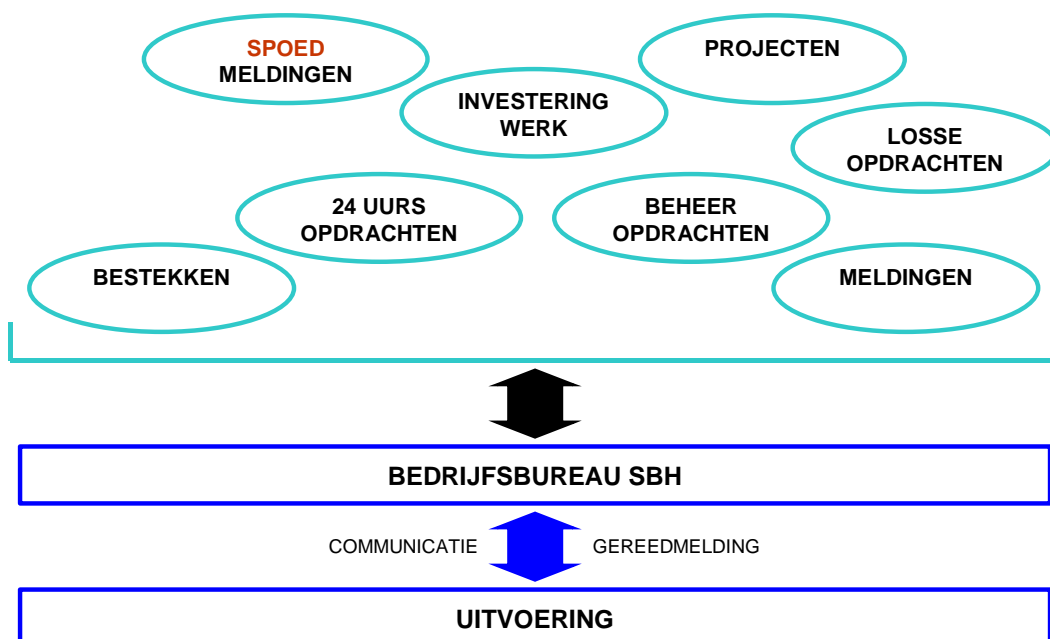 SPOED
MELDINGEN
PROJECTEN
INVESTERING
WERK
LOSSE
OPDRACHTEN
24 UURS
OPDRACHTEN
BEHEER
OPDRACHTEN
BESTEKKEN
MELDINGEN
BEDRIJFSBUREAU SBH
COMMUNICATIE
GEREEDMELDING
UITVOERING